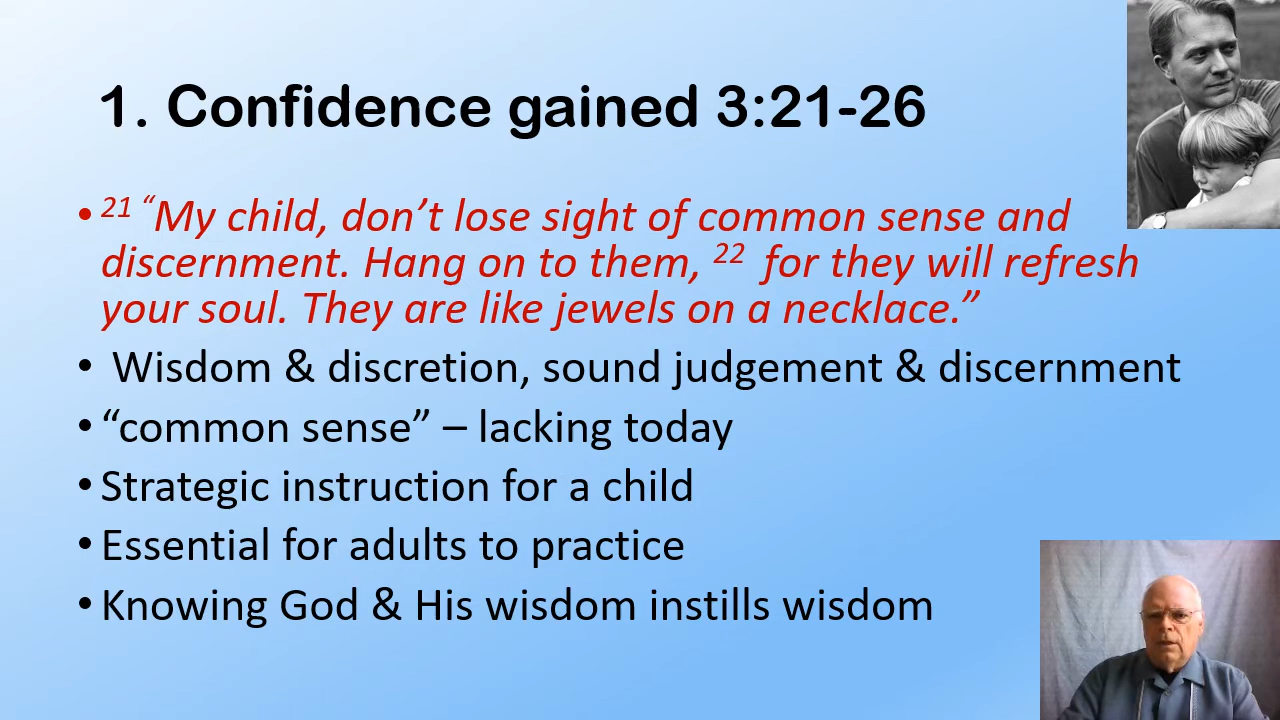 1. Confidence gained 3:21-26
• 21 “My child, don’t lose sight of common sense and
discernment. Hang on to them, 22 for they will refresh
your soul. They are like jewels on a necklace.”
• Wisdom & discretion, sound judgement & discernment
• “common sense” – lacking today
• Strategic instruction for a child
• Essential for adults to practice
• Knowing God & His wisdom instills wisdom